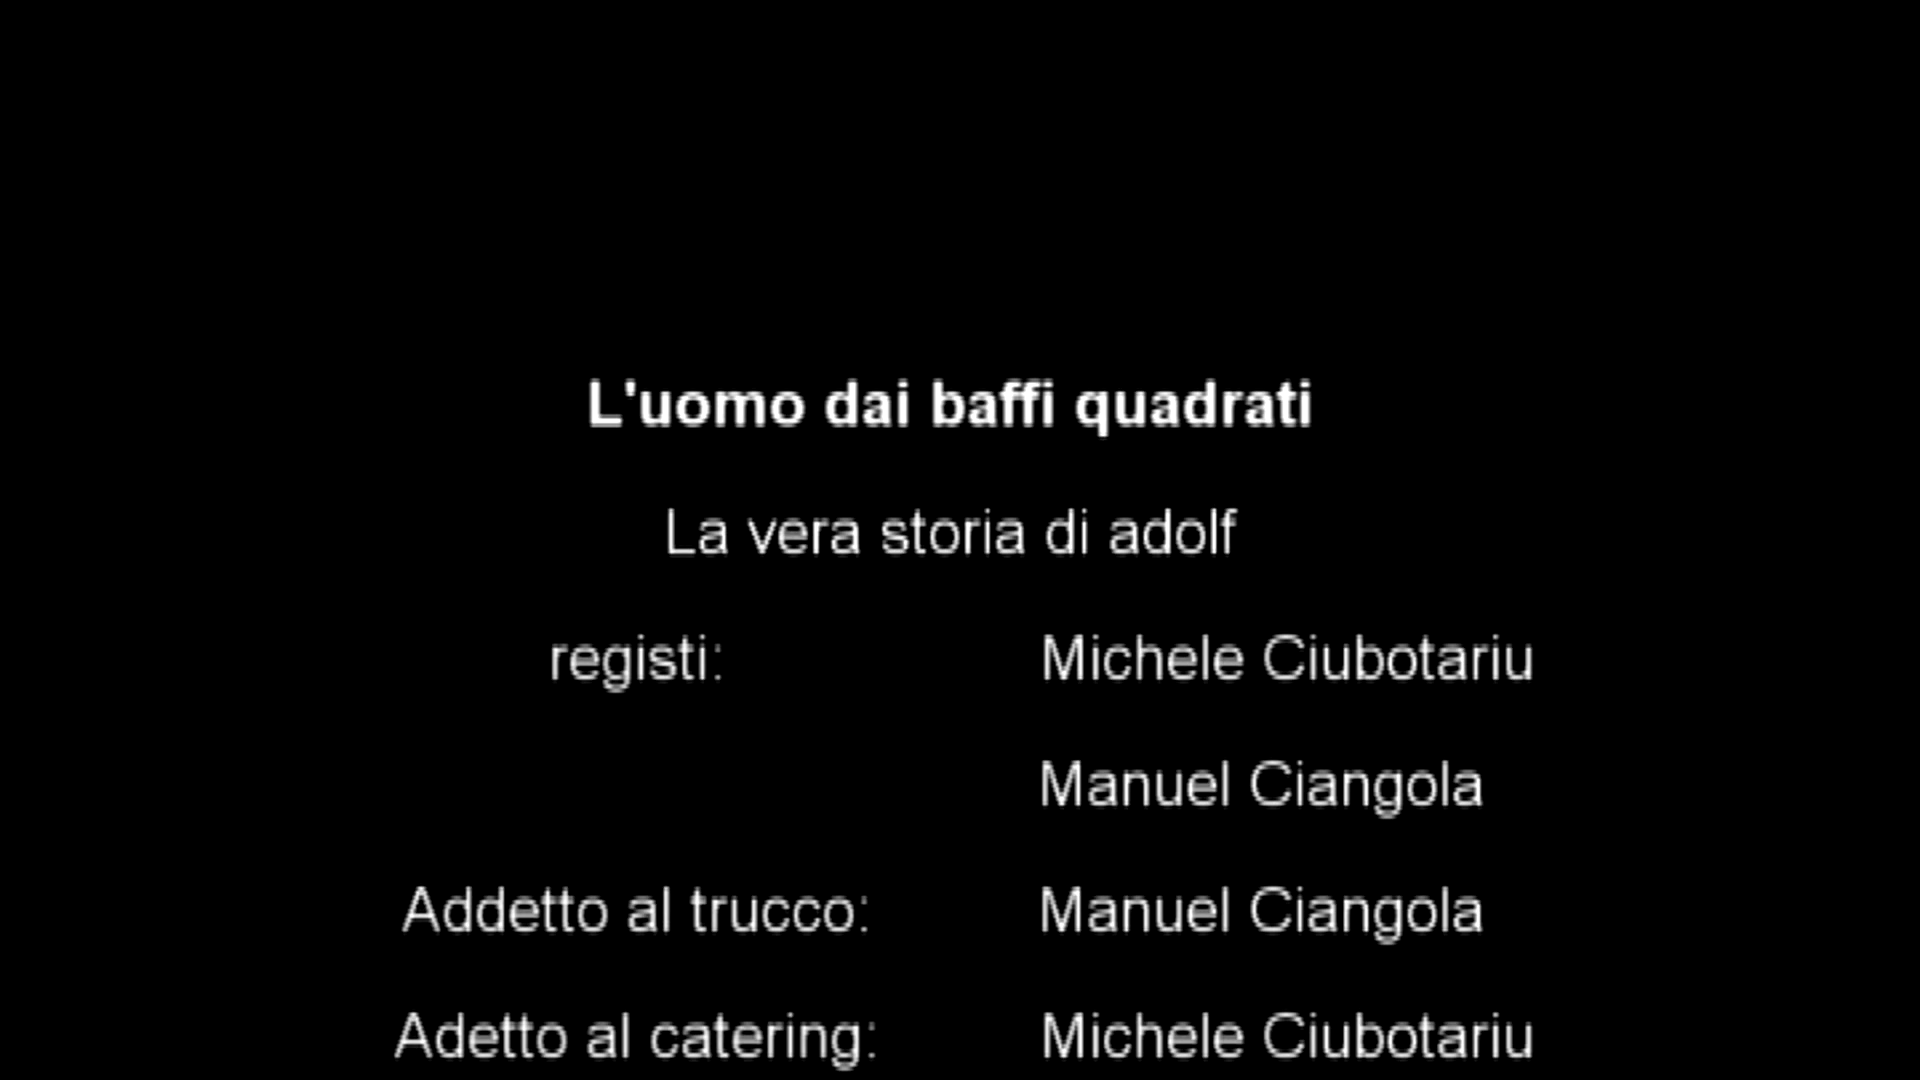 L'uomo dai baffi quadrati
La vera storia di adolf
registi: Michele Ciubotariu
Manuel Ciangola
Addetto al trucco: Manuel Ciangola
Adetto al catering: Michele Ciubotariu